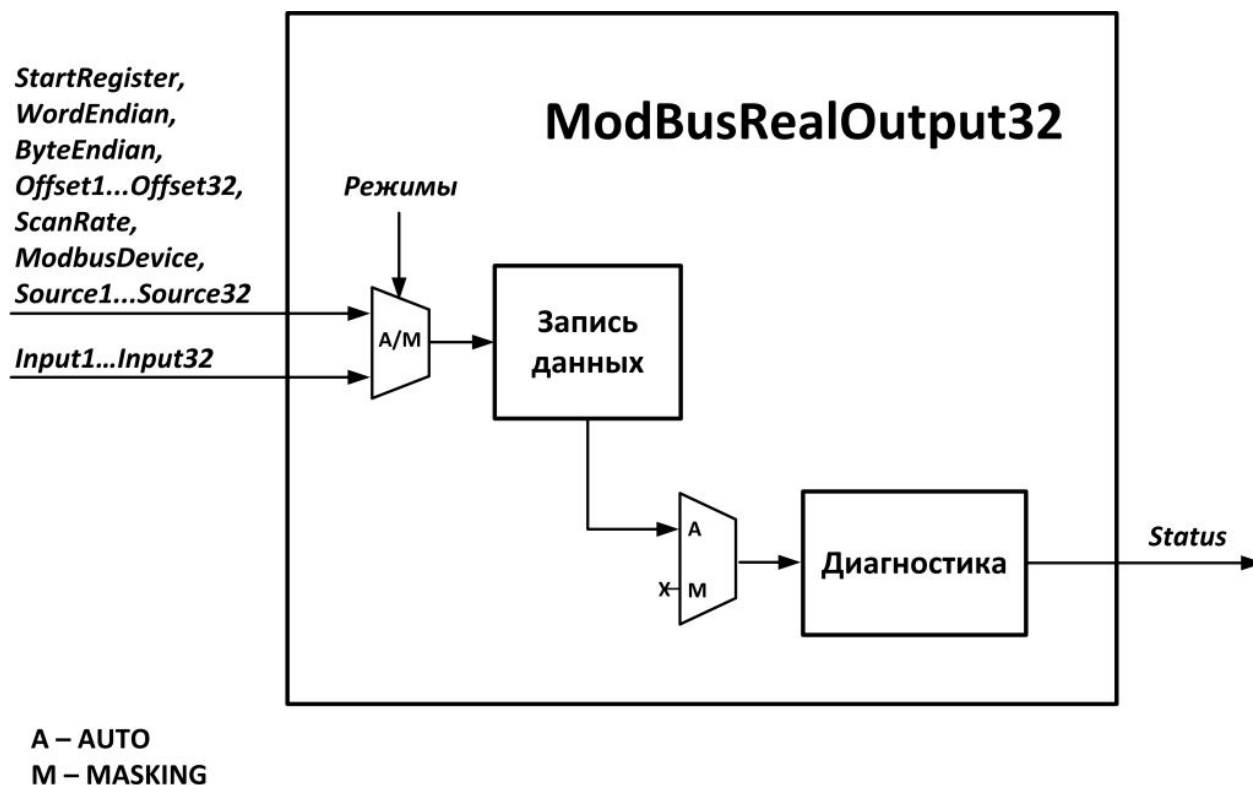 StartRegister,
WordEndian,
ByteEndian,
Offset1...Offset32,
ScanRate,
ModbusDevice,
Source1...Source32
Input1...Input32
ModBusRealOutput32
Режимы
A/M
Запись
данных
A
X
M
Диагностика
Status
A – AUTO
M – MASKING